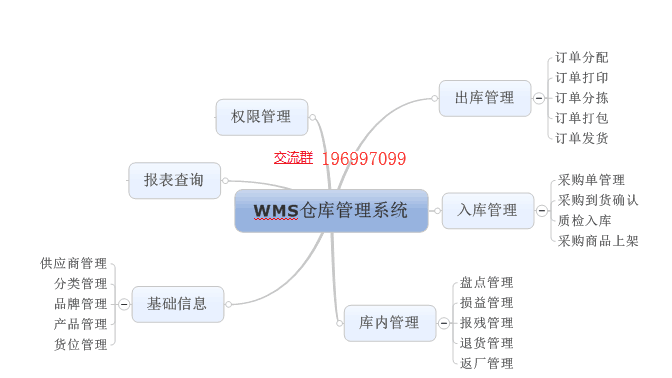 WMS仓库管理系统
交流群 196997099
权限管理
报表查询
基础信息
供应商管理
分类管理
品牌管理
产品管理
货位管理
出库管理
订单分配
订单打印
订单分拣
订单打包
订单发货
入库管理
采购单管理
采购到货确认
质检入库
采购商品上架
库内管理
盘点管理
损益管理
报残管理
退货管理
返厂管理